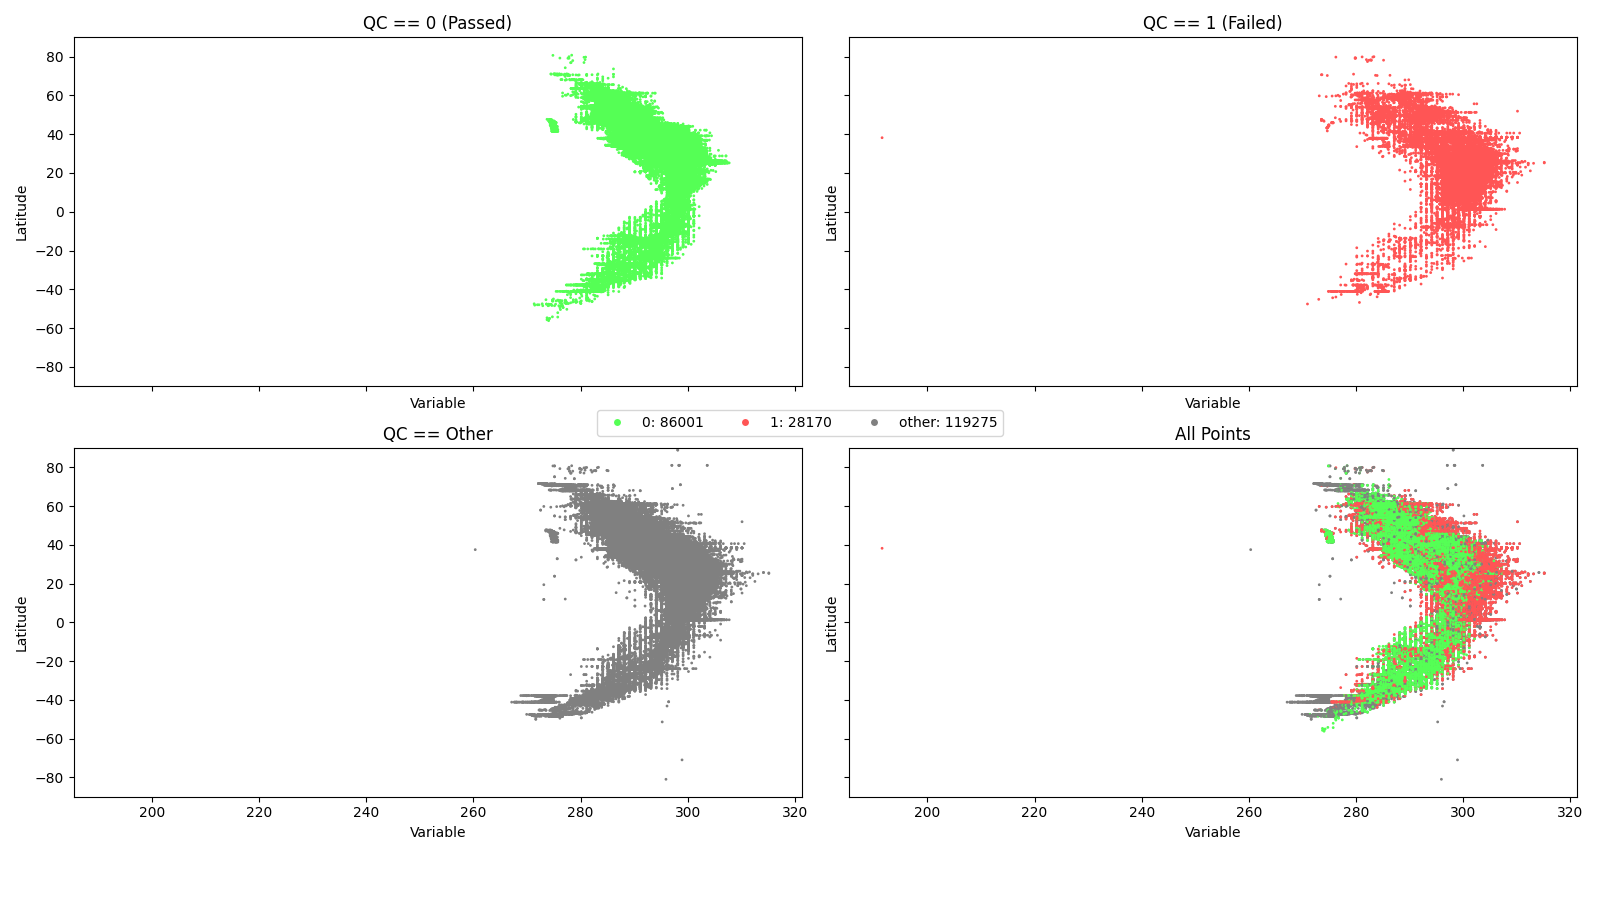 QC == 0 (Passed)
QC == 1 (Failed)
80
60
40
20
0
−20
−40
−60
−80
Latitude
Latitude
Variable
Variable
0: 86001
1: 28170
other: 119275
QC == Other
All Points
80
60
40
20
0
−20
−40
−60
−80
Latitude
Latitude
200
220
240
260
280
300
320
200
220
240
260
280
300
320
Variable
Variable